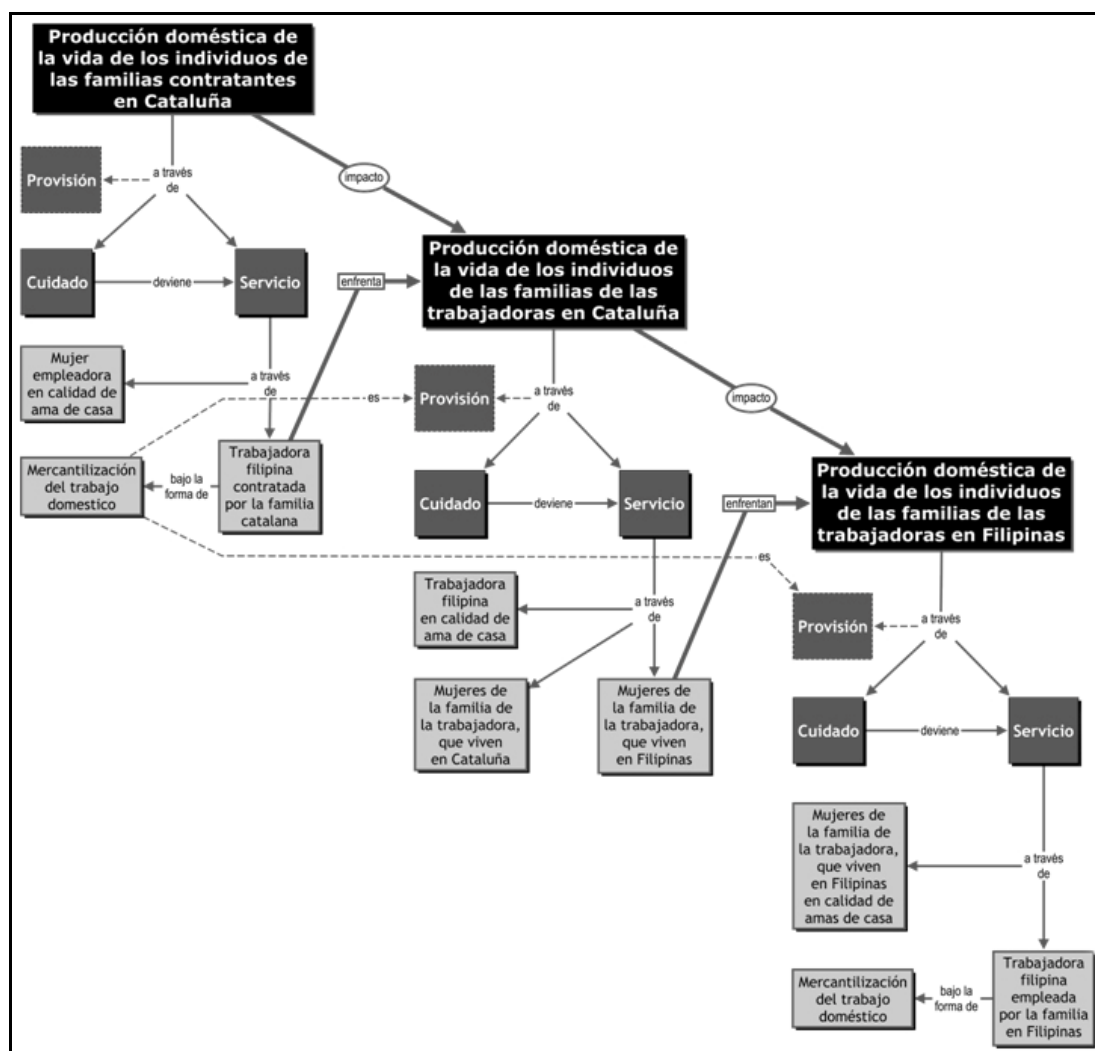 Producción doméstica de
la vida de los individuos de
las familias contratantes
en Cataluña
Provisión
a través
de
impacto
Cuidado
deviene
Servicio
Mujer
empleadora
en calidad de
ama de casa
a través
de
Mercantilización
del trabajo
domestico
bajo la
forma de
Trabajadora
filipina
contratada
por la familia
catalana
enfrenta
es
es
Producción doméstica de
la vida de los individuos
de las familias de las
trabajadoras en Cataluña
Provisión
a través
de
impacto
Cuidado
deviene
Servicio
Trabajadora
filipina
en calidad de
ama de casa
a través
de
Mujeres de
la familia de
la trabajadora,
que viven
en Cataluña
Mujeres de
la familia de
la trabajadora,
que viven
en Filipinas
enfrentan
Producción doméstica de
la vida de los individuos
de las familias de las
trabajadoras en Filipinas
Provisión
a través
de
Cuidado
deviene
Servicio
Mujeres de
la familia de
la trabajadora,
que viven
en Filipinas
en calidad de
amas de casa
a través
de
Mercantilización
del trabajo
doméstico
bajo la
forma de
Trabajadora
filipina
empleada
por la familia
en Filipinas